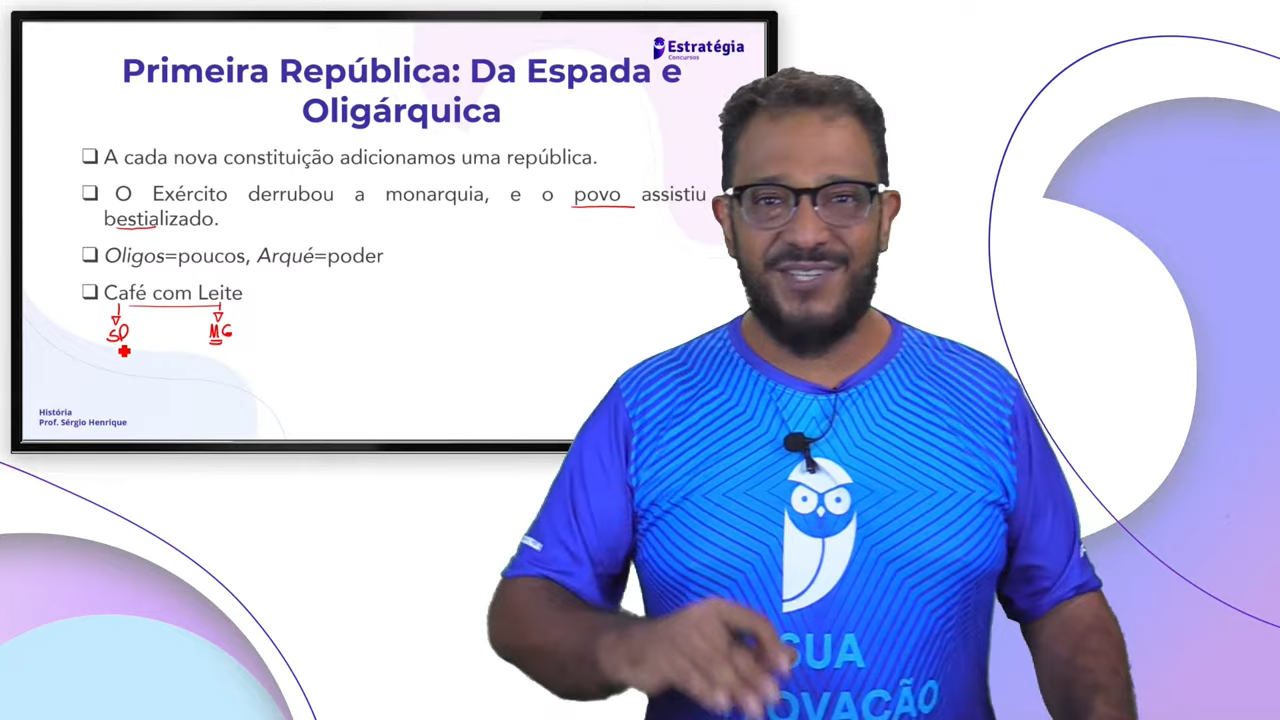 Estratégia
Concursos
Primeira República: Da Espada e
Oligárquica
A cada nova constituição adicionamos uma república.
O Exército derrubou a monarquia, e o povo assistiu
bestializado.
Oligos=poucos, Arqué=poder
Café com Leite
SP MG
História
Prof. Sérgio Henrique
SUA